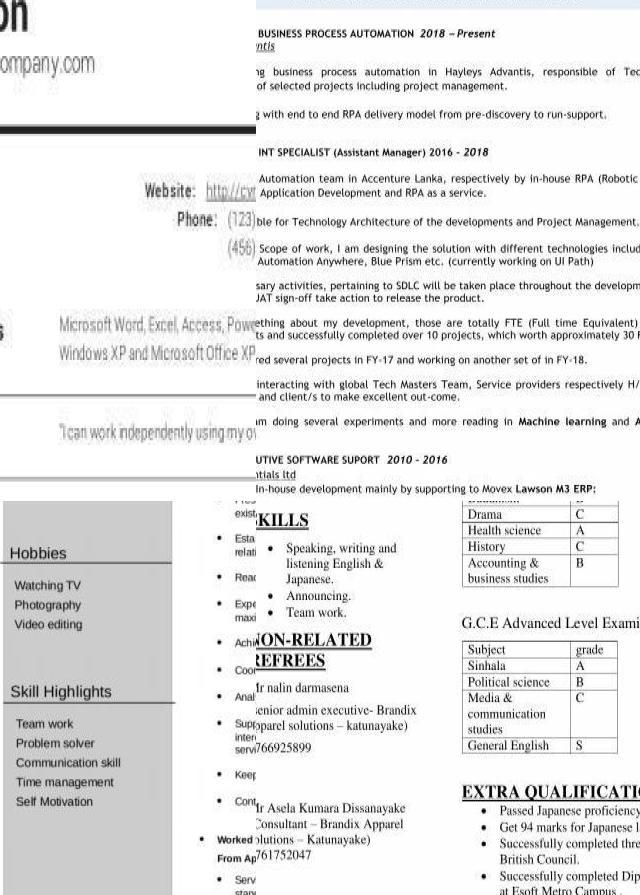 on
ompany.com
Website: http://cv
Phone: (123)
(456)
Microsoft Word, Excel, Access, Powe
Windows XP and Microsoft Office XP
"I can work independently using my o
BUSINESS PROCESS AUTOMATION 2018 – Present
ntis
ng business process automation in Hayleys Advantis, responsible of Tec
of selected projects including project management.
g with end to end RPA delivery model from pre-discovery to run-support.
INT SPECIALIST (Assistant Manager) 2016 - 2018
Automation team in Accenture Lanka, respectively by in-house RPA (Robotic
Application Development and RPA as a service.
ble for Technology Architecture of the developments and Project Management.
Scope of work, I am designing the solution with different technologies includ
Automation Anywhere, Blue Prism etc. (currently working on UI Path)
sary activities, pertaining to SDLC will be taken place throughout the developm
JAT sign-off take action to release the product.
ething about my development, those are totally FTE (Full time Equivalent)
ts and successfully completed over 10 projects, which worth approximately 30 F
red several projects in FY-17 and working on another set of in FY-18.
interacting with global Tech Masters Team, Service providers respectively H/
and client/s to make excellent out-come.
m doing several experiments and more reading in Machine learning and A
UTIVE SOFTWARE SUPORT 2010 - 2016
tials ltd
In-house development mainly by supporting to Movex Lawson M3 ERP:
Hobbies
Watching TV
Photography
Video editing
Skill Highlights
Team work
Problem solver
Communication skill
Time management
Self Motivation
exist
• Esta
relati
• Reac
• Expe
maxi
• Achi
• Coor
• Anal
• Supp
inter
servi
• Keep
• Cont
• Worked
From Ap
• Serv
KILLS
• Speaking, writing and
listening English &
Japanese.
• Announcing.
• Team work.
ON-RELATED
REFREES
Ir nalin darmasena
enior admin executive- Brandix
pparel solutions – katunayake)
766925899
Ir Asela Kumara Dissanayake
Consultant – Brandix Apparel
olutions – Katunayake)
761752047
Drama C
Health science A
History C
Accounting & B
business studies
G.C.E Advanced Level Exami
Subject grade
Sinhala A
Political science B
Media & C
communication
studies
General English S
EXTRA QUALIFICATI
• Passed Japanese proficiency
• Get 94 marks for Japanese l
• Successfully completed thre
British Council.
• Successfully completed Dip
at Esoft Metro Campus .